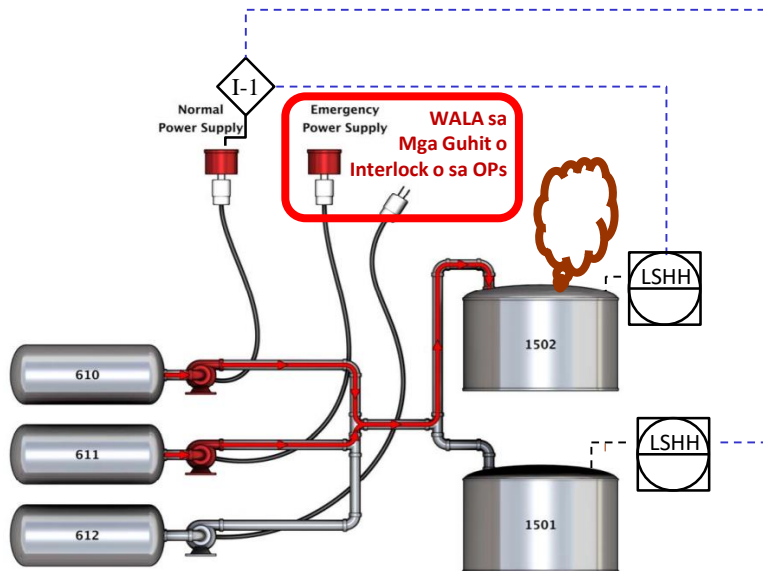 I-1
Normal
Power Supply
Emergency
Power Supply
WALA sa
Mga Guhit o
Interlock o sa OPs
LSHH
1502
610
LSHH
611
1501
612